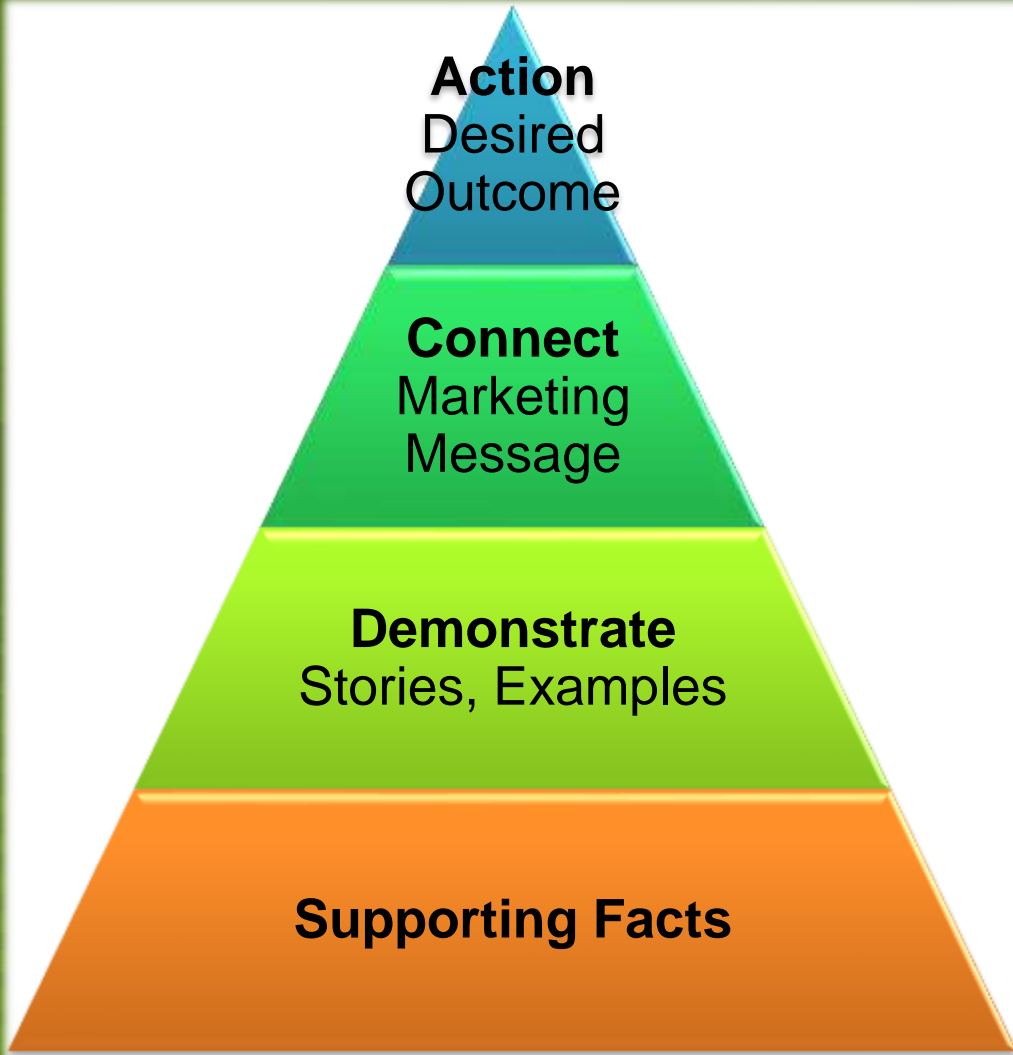 Action
Desired
Outcome
Connect
Marketing
Message
Demonstrate
Stories, Examples
Supporting Facts